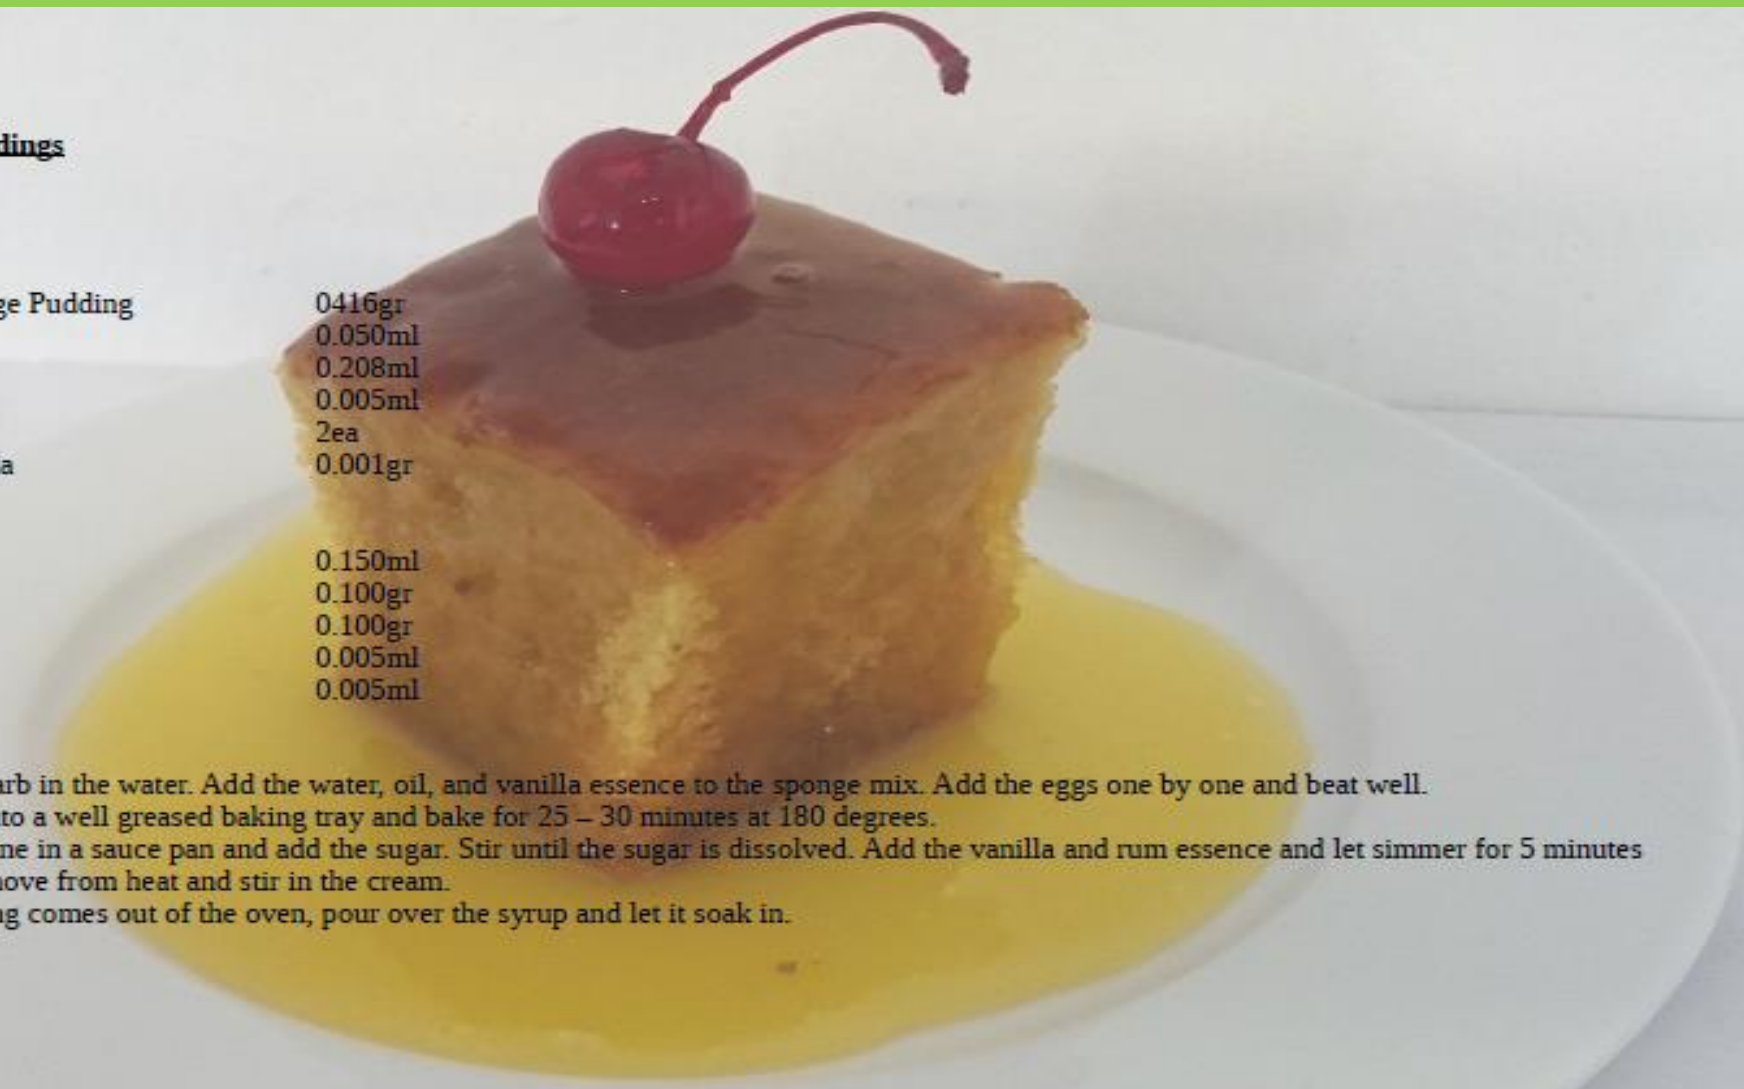 dings
ge Pudding 0416gr
0.050ml
0.208ml
0.005ml
2ea
a 0.001gr
0.150ml
0.100gr
0.100gr
0.005ml
0.005ml
arb in the water. Add the water, oil, and vanilla essence to the sponge mix. Add the eggs one by one and beat well.
to a well greased baking tray and bake for 25 – 30 minutes at 180 degrees.
ne in a sauce pan and add the sugar. Stir until the sugar is dissolved. Add the vanilla and rum essence and let simmer for 5 minutes
ove from heat and stir in the cream.
g comes out of the oven, pour over the syrup and let it soak in.